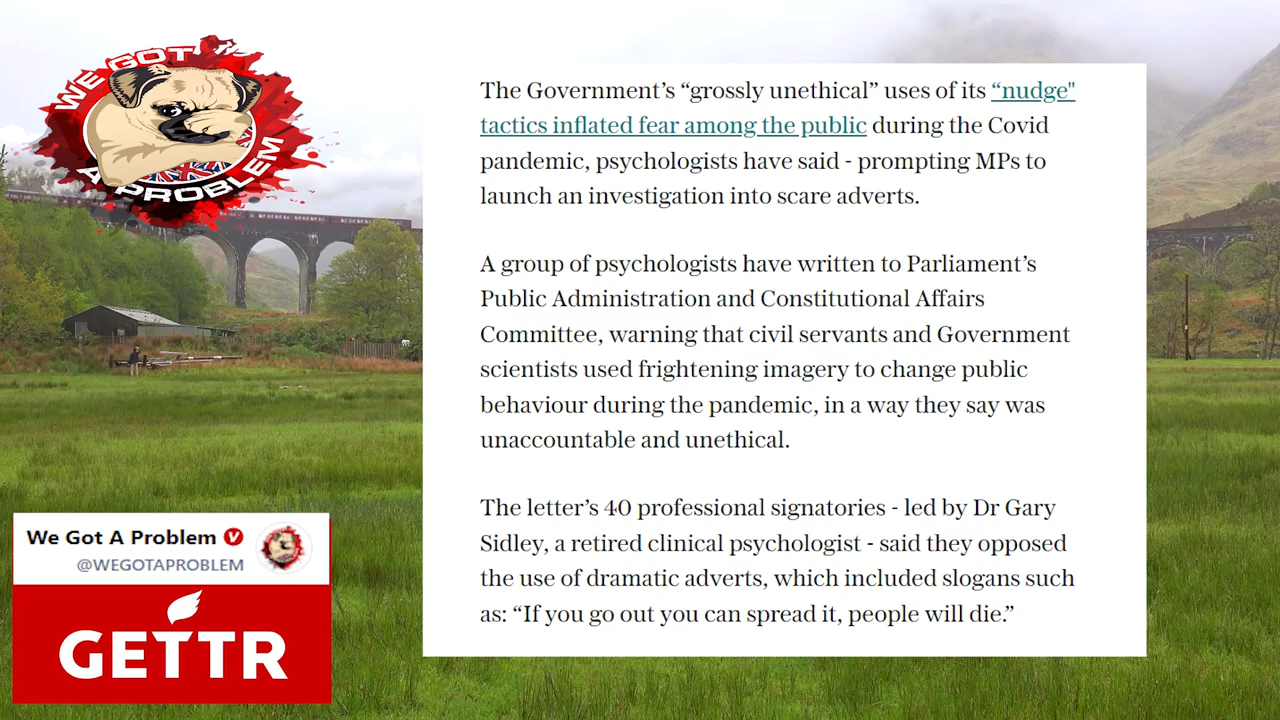 WE GOT
A PROBLEM
The Government’s “grossly unethical” uses of its “nudge"
tactics inflated fear among the public during the Covid
pandemic, psychologists have said - prompting MPs to
launch an investigation into scare adverts.
A group of psychologists have written to Parliament’s
Public Administration and Constitutional Affairs
Committee, warning that civil servants and Government
scientists used frightening imagery to change public
behaviour during the pandemic, in a way they say was
unaccountable and unethical.
The letter’s 40 professional signatories - led by Dr Gary
Sidley, a retired clinical psychologist - said they opposed
the use of dramatic adverts, which included slogans such
as: “If you go out you can spread it, people will die.”
We Got A Problem V
@WEGOTAPROBLEM
GETTR